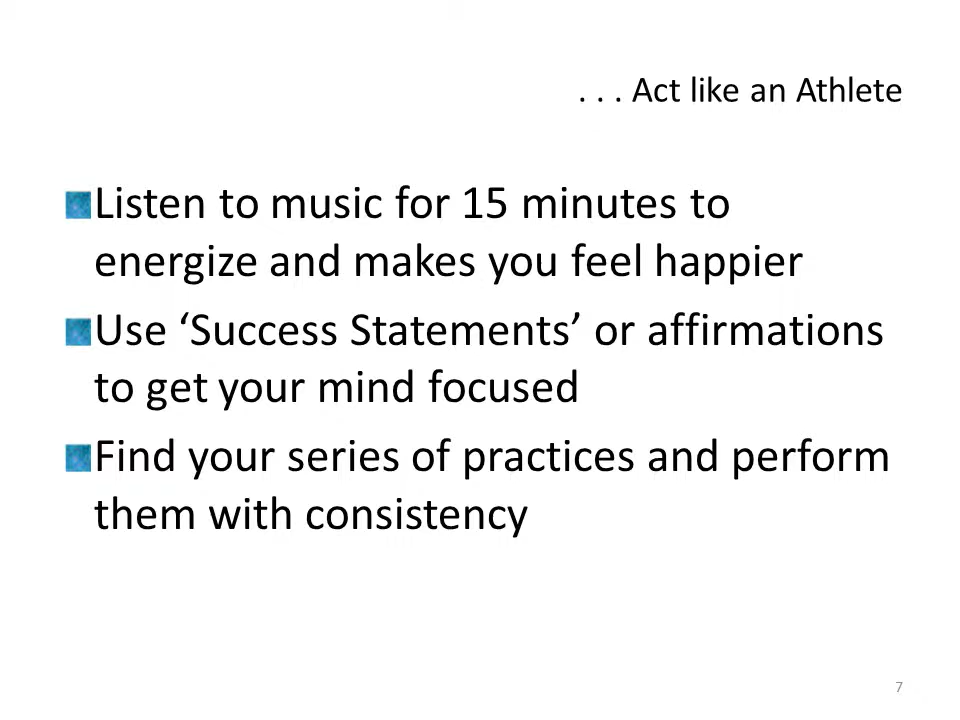 . . . Act like an Athlete
Listen to music for 15 minutes to
energize and makes you feel happier
Use ‘Success Statements’ or affirmations
to get your mind focused
Find your series of practices and perform
them with consistency
7